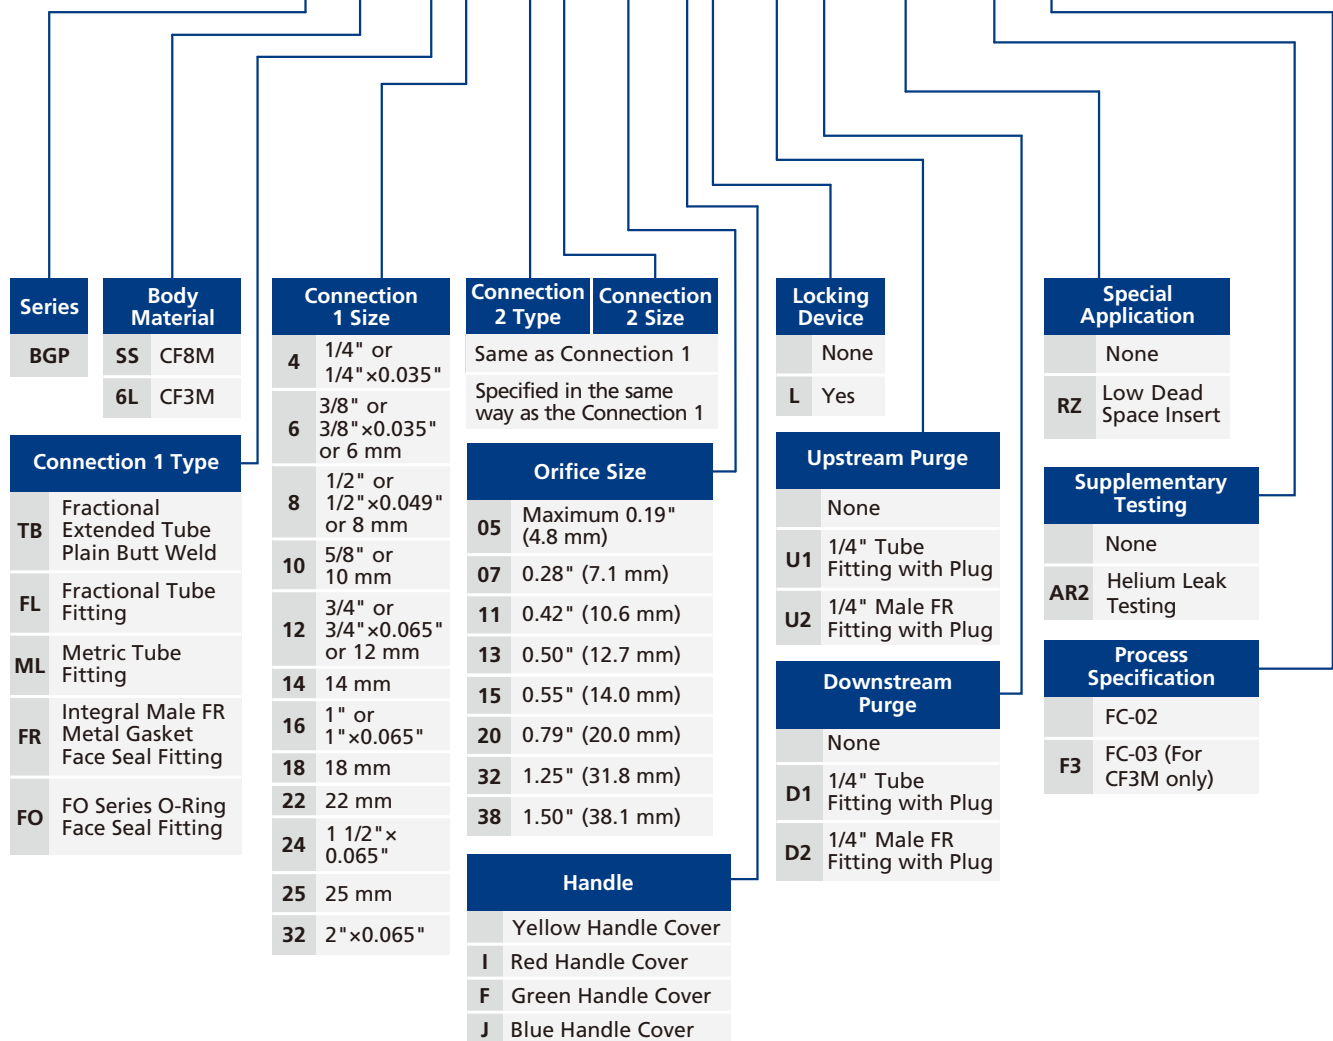 Series
BGP
Body
Material
SS CF8M
6L CF3M
Connection 1 Type
TB Fractional
Extended Tube
Plain Butt Weld
FL Fractional Tube
Fitting
ML Metric Tube
Fitting
FR Integral Male FR
Metal Gasket
Face Seal Fitting
FO FO Series O-Ring
Face Seal Fitting
Connection
1 Size
4 1/4" or
1/4"×0.035"
6 3/8" or
3/8"×0.035"
or 6 mm
8 1/2" or
1/2"×0.049"
or 8 mm
10 5/8" or
10 mm
12 3/4" or
3/4"×0.065"
or 12 mm
14 14 mm
16 1" or
1"×0.065"
18 18 mm
22 22 mm
24 1 1/2"×
0.065"
25 25 mm
32 2"×0.065"
Connection
2 Type
Connection
2 Size
Same as Connection 1
Specified in the same
way as the Connection 1
Orifice Size
05 Maximum 0.19"
(4.8 mm)
07 0.28" (7.1 mm)
11 0.42" (10.6 mm)
13 0.50" (12.7 mm)
15 0.55" (14.0 mm)
20 0.79" (20.0 mm)
32 1.25" (31.8 mm)
38 1.50" (38.1 mm)
Handle
Yellow Handle Cover
I Red Handle Cover
F Green Handle Cover
J Blue Handle Cover
Locking
Device
None
L Yes
Upstream Purge
None
U1 1/4" Tube
Fitting with Plug
U2 1/4" Male FR
Fitting with Plug
Downstream
Purge
None
D1 1/4" Tube
Fitting with Plug
D2 1/4" Male FR
Fitting with Plug
Special
Application
None
RZ Low Dead
Space Insert
Supplementary
Testing
None
AR2 Helium Leak
Testing
Process
Specification
FC-02
F3 FC-03 (For
CF3M only)